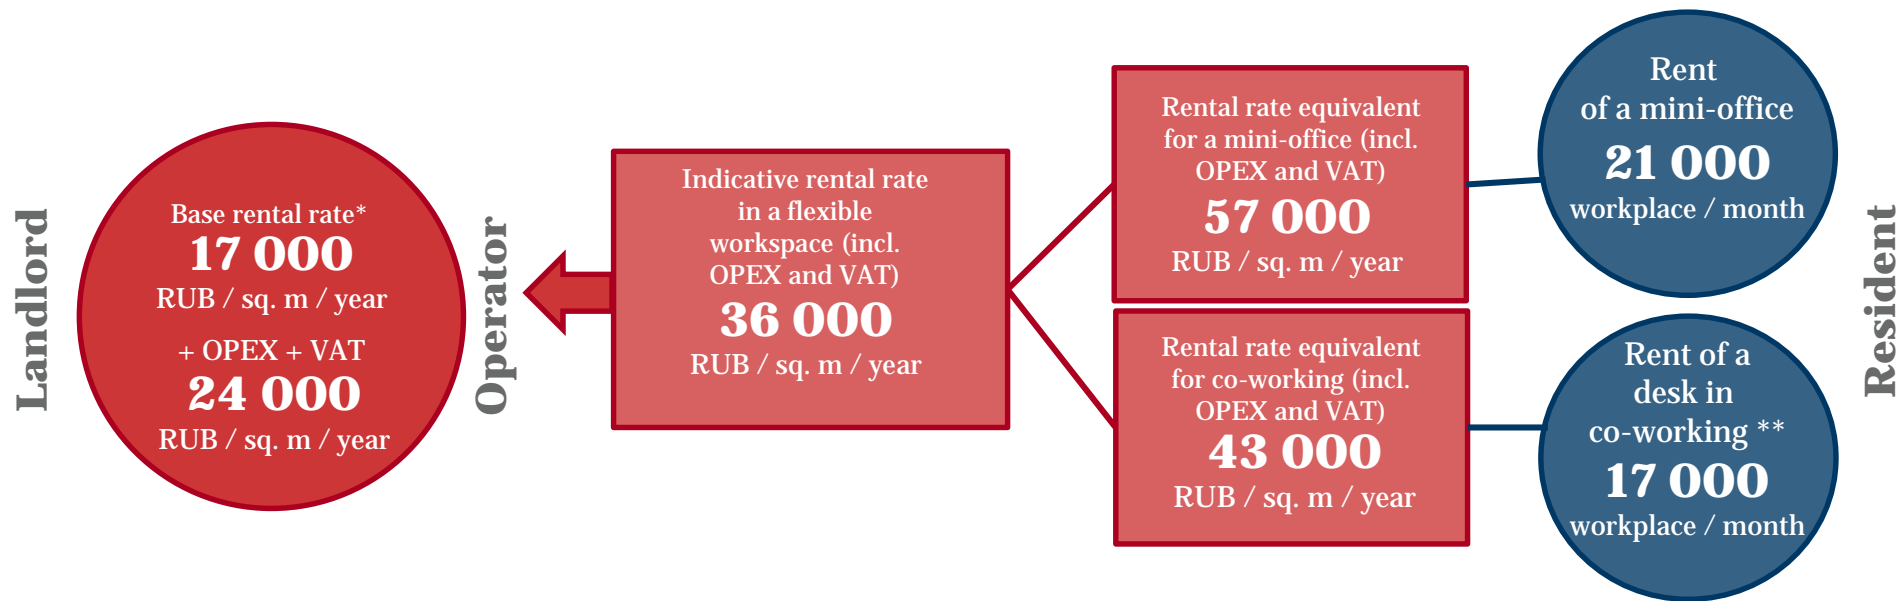 Landlord
Base rental rate*
17 000
RUB / sq. m / year
+ OPEX + VAT
24 000
RUB / sq. m / year
Operator
Indicative rental rate
in a flexible
workspace (incl.
OPEX and VAT)
36 000
RUB / sq. m / year
Rental rate equivalent
for a mini-office (incl.
OPEX and VAT)
57 000
RUB / sq. m / year
Rental rate equivalent
for co-working (incl.
OPEX and VAT)
43 000
RUB / sq. m / year
Rent
of a mini-office
21 000
workplace / month
Rent of a
desk in
co-working **
17 000
workplace / month
Resident